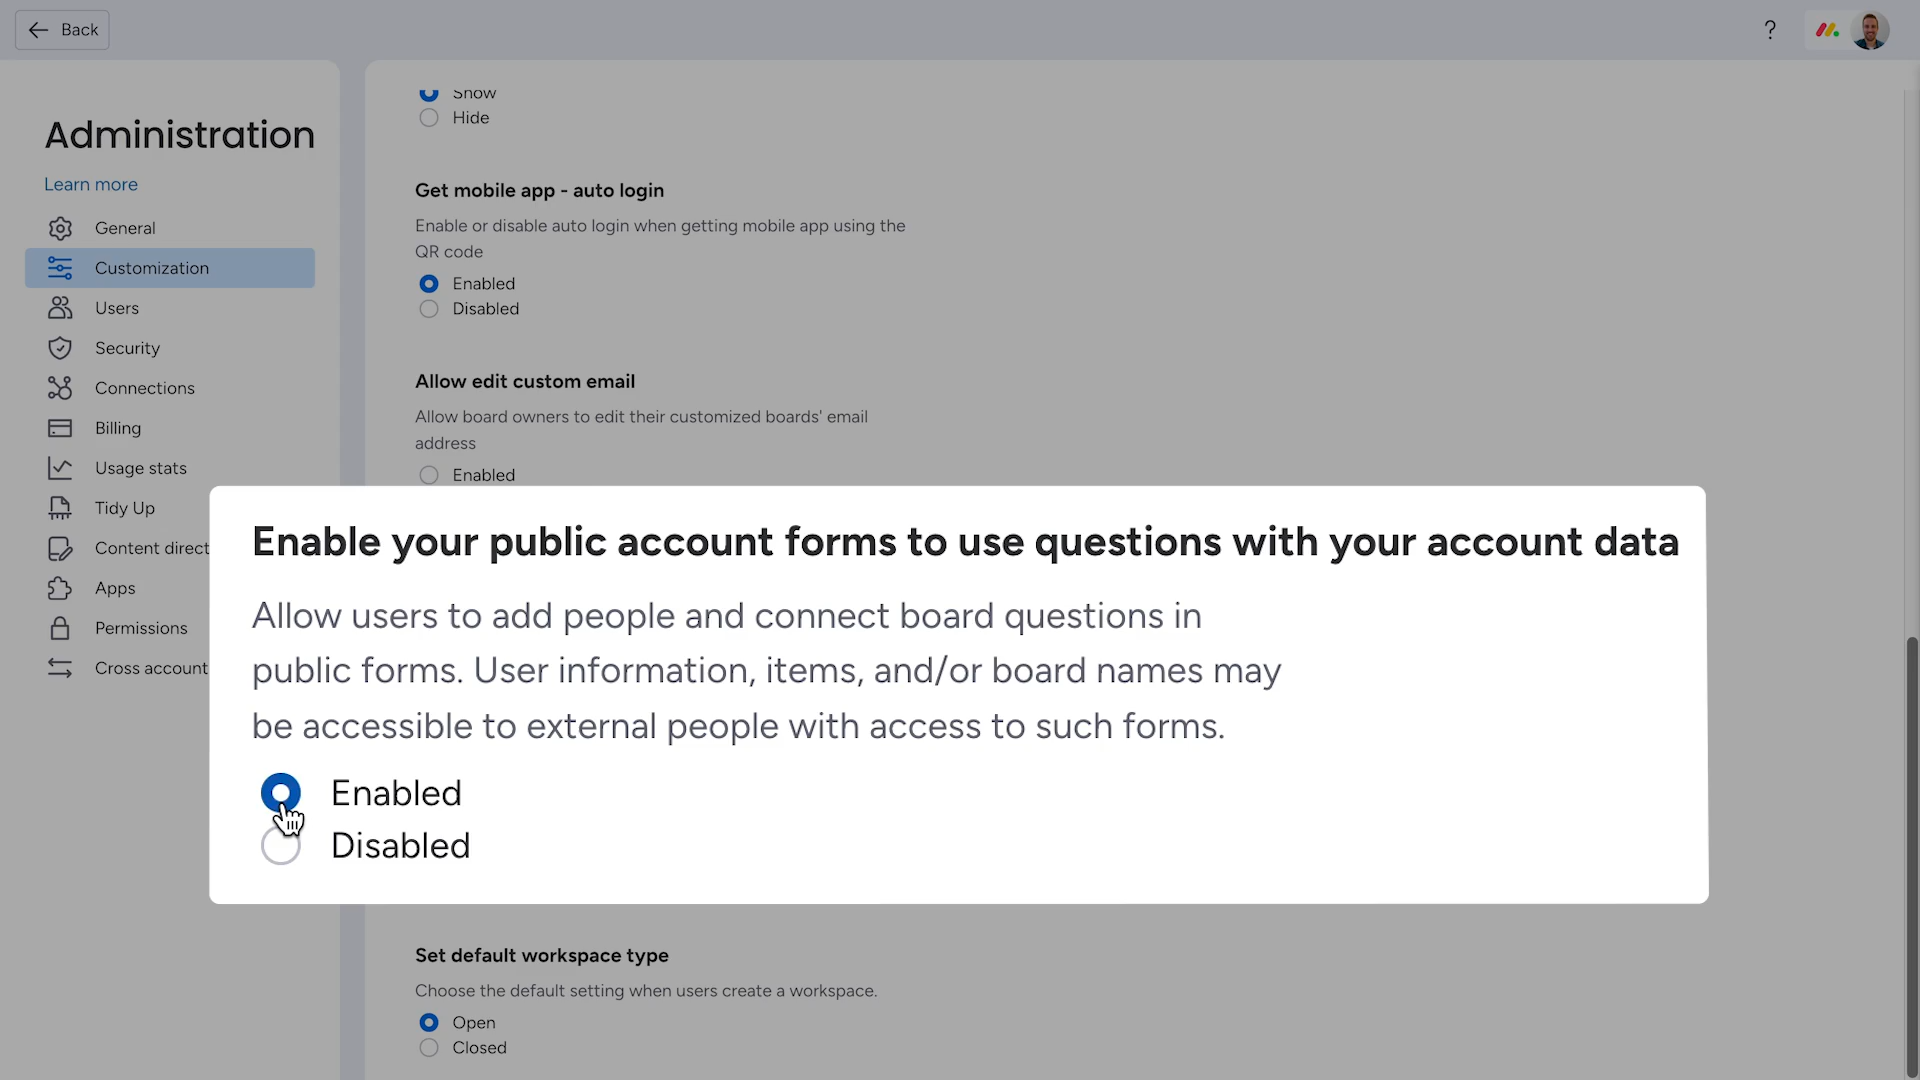 Back
?
Administration
Learn more
General
Customization
Users
Security
Connections
Billing
Usage stats
Tidy Up
Content direct
Apps
Permissions
Cross account
Show
Hide
Get mobile app - auto login
Enable or disable auto login when getting mobile app using the
QR code
Enabled
Disabled
Allow edit custom email
Allow board owners to edit their customized boards' email
address
Enabled
Enable your public account forms to use questions with your account data
Allow users to add people and connect board questions in
public forms. User information, items, and/or board names may
be accessible to external people with access to such forms.
Enabled
Disabled
Set default workspace type
Choose the default setting when users create a workspace.
Open
Closed